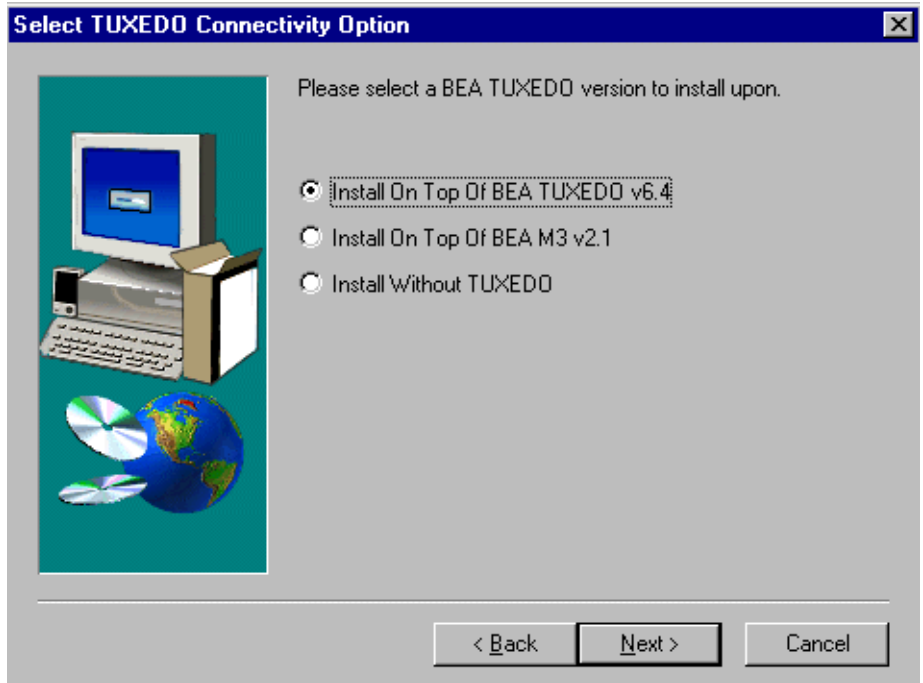 Select TUXEDO Connectivity Option
Please select a BEA TUXEDO version to install upon.
Install On Top Of BEA TUXEDO v6.4
Install On Top Of BEA M3 v2.1
Install Without TUXEDO
< Back
Next >
Cancel